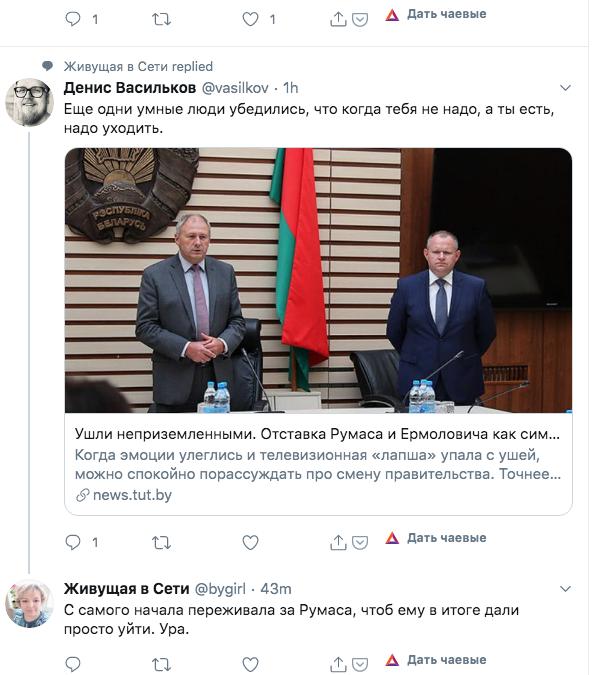 1
1
Дать чаевые
Живущая в Сети replied
Денис Васильков @vasilkov · 1h
Еще одни умные люди убедились, что когда тебя не надо, а ты есть,
надо уходить.
РЭСПУБЛІКА
БЕЛАРУСЬ
Ушли неприземленными. Отставка Румаса и Ермоловича как сим...
Когда эмоции улеглись и телевизионная «лапша» упала с ушей,
можно спокойно порассуждать про смену правительства. Точнее...
news.tut.by
1
Дать чаевые
Живущая в Сети @bygirl · 43m
С самого начала переживала за Румаса, чтоб ему в итоге дали
просто уйти. Ура.
Дать чаевые